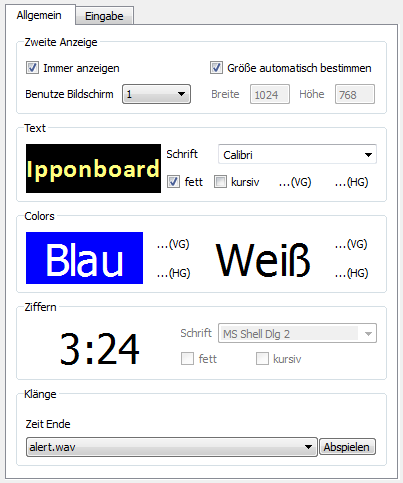 Allgemein Eingabe
Zweite Anzeige
Immer anzeigen Größe automatisch bestimmen
Benutze Bildschirm 1 Breite 1024 Höhe 768
Text
Ipponboard Schrift Calibri
fett kursiv ...(VG) ...(HG)
Colors
Blau ...(VG) Weiß ...(VG)
...(HG) ...(HG)
Ziffern
3:24 Schrift MS Shell Dlg 2
fett kursiv
Klänge
Zeit Ende
alert.wav Abspielen